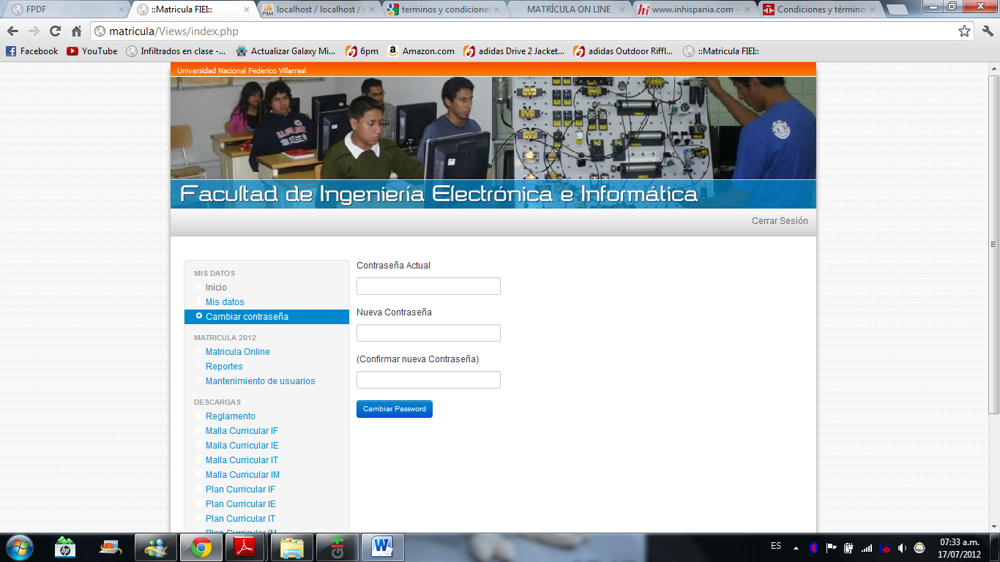 FPDF
::Matricula FIEI::
localhost / localhost /
terminos y condicione
MATRÍCULA ON LINE
hi www.inhispania.com -
Condiciones y término
matricula/Views/index.php
Facebook
YouTube
Infiltrados en clase -...
Actualizar Galaxy Mi...
6pm
Amazon.com
adidas Drive 2 Jacket...
adidas Outdoor Riffl...
::Matricula FIEI::
Universidad Nacional Federico Villarreal
Facultad de Ingeniería Electrónica e Informática
Cerrar Sesión
MIS DATOS
Inicio
Mis datos
Cambiar contraseña
MATRICULA 2012
Matricula Online
Reportes
Mantenimiento de usuarios
DESCARGAS
Reglamento
Malla Curricular IF
Malla Curricular IE
Malla Curricular IT
Malla Curricular IM
Plan Curricular IF
Plan Curricular IE
Plan Curricular IT
Plan Curricular IM
Contraseña Actual
Nueva Contraseña
(Confirmar nueva Contraseña)
Cambiar Password
ES
07:33 a.m.
17/07/2012